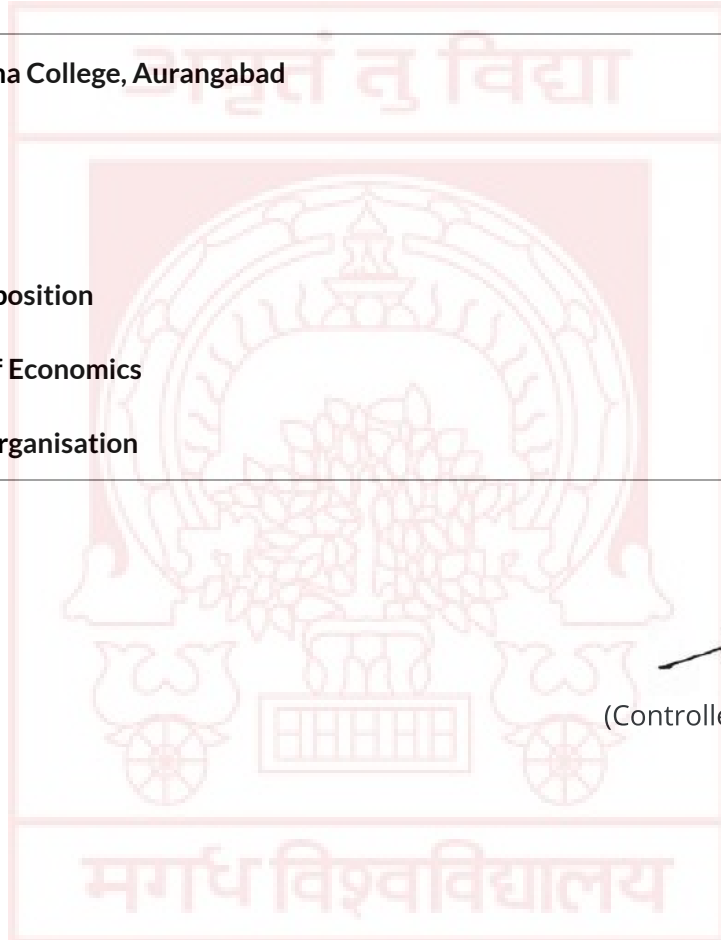 अमृतं तु विद्या
na College, Aurangabad
position
f Economics
rganisation
(Controlle
मगध विश्वविद्यालय